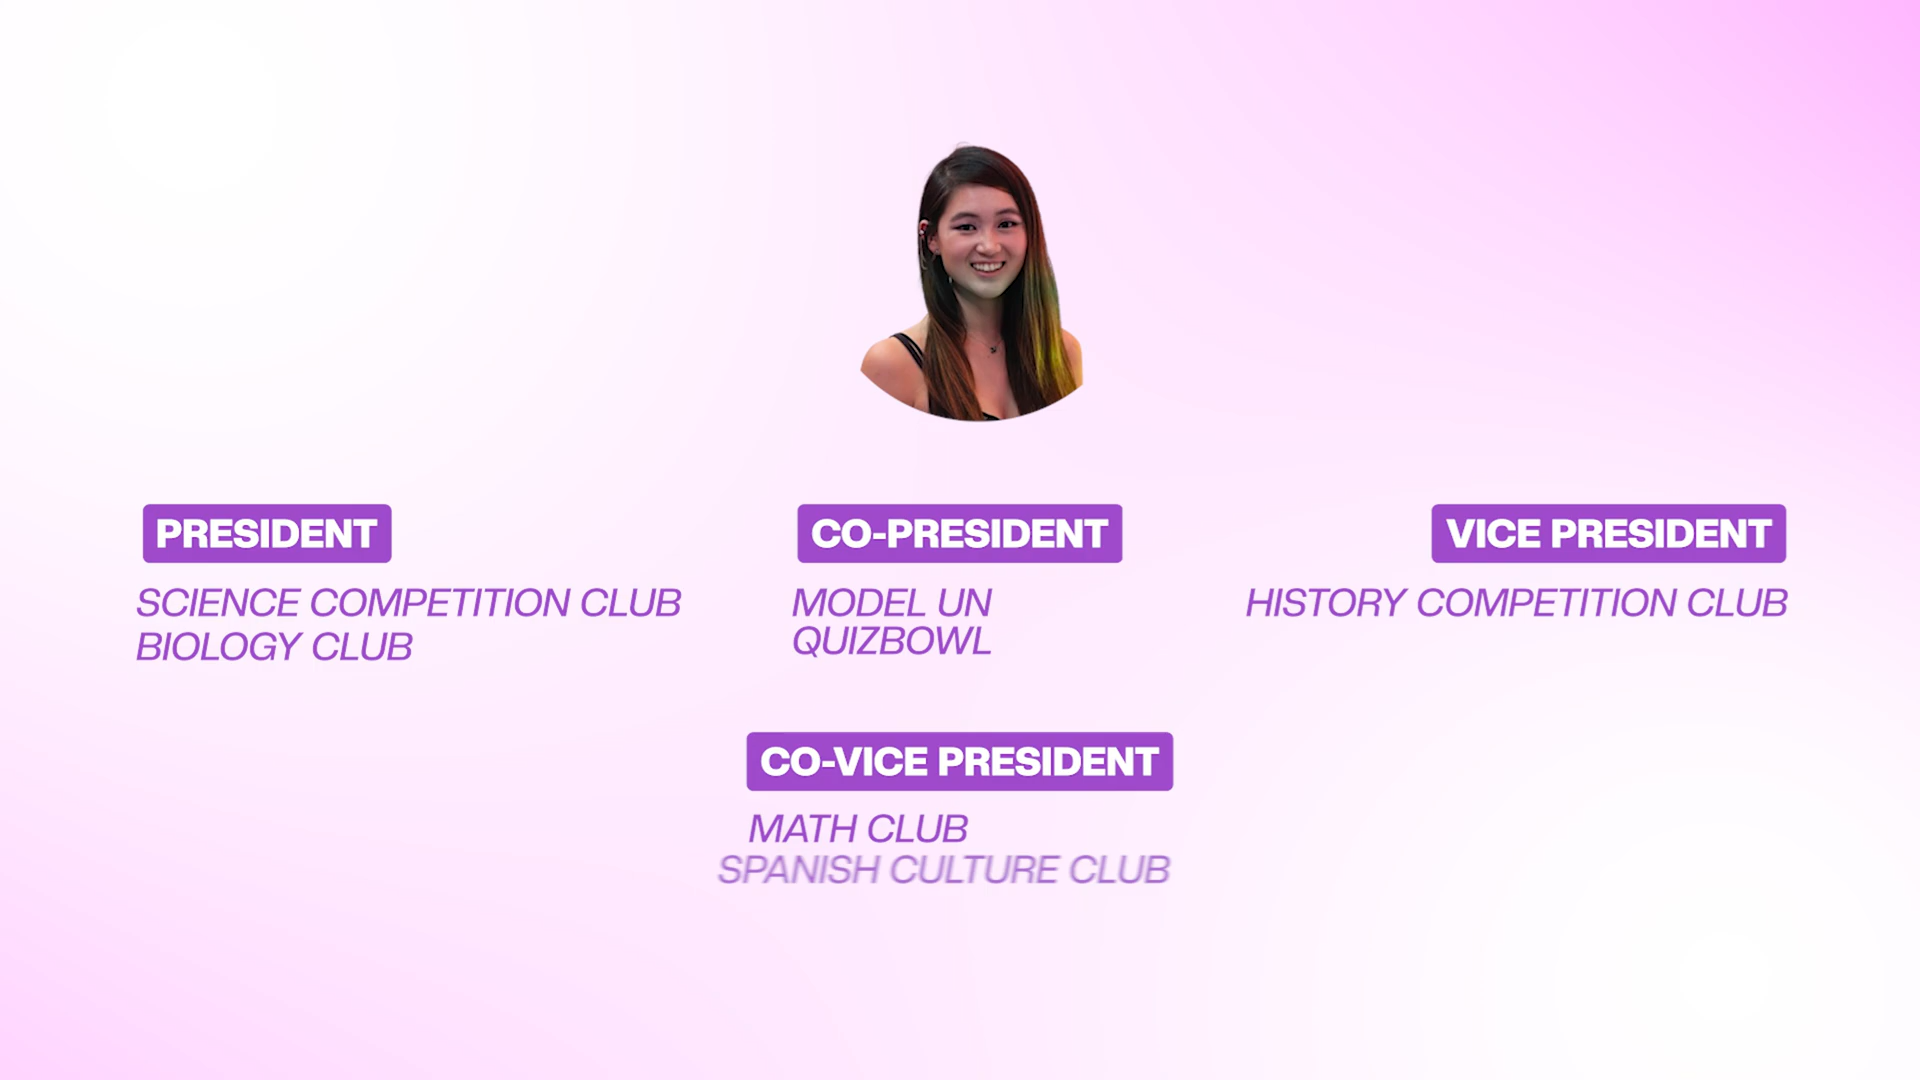 PRESIDENT
SCIENCE COMPETITION CLUB
BIOLOGY CLUB
CO-PRESIDENT
MODEL UN
QUIZBOWL
VICE PRESIDENT
HISTORY COMPETITION CLUB
CO-VICE PRESIDENT
MATH CLUB
SPANISH CULTURE CLUB